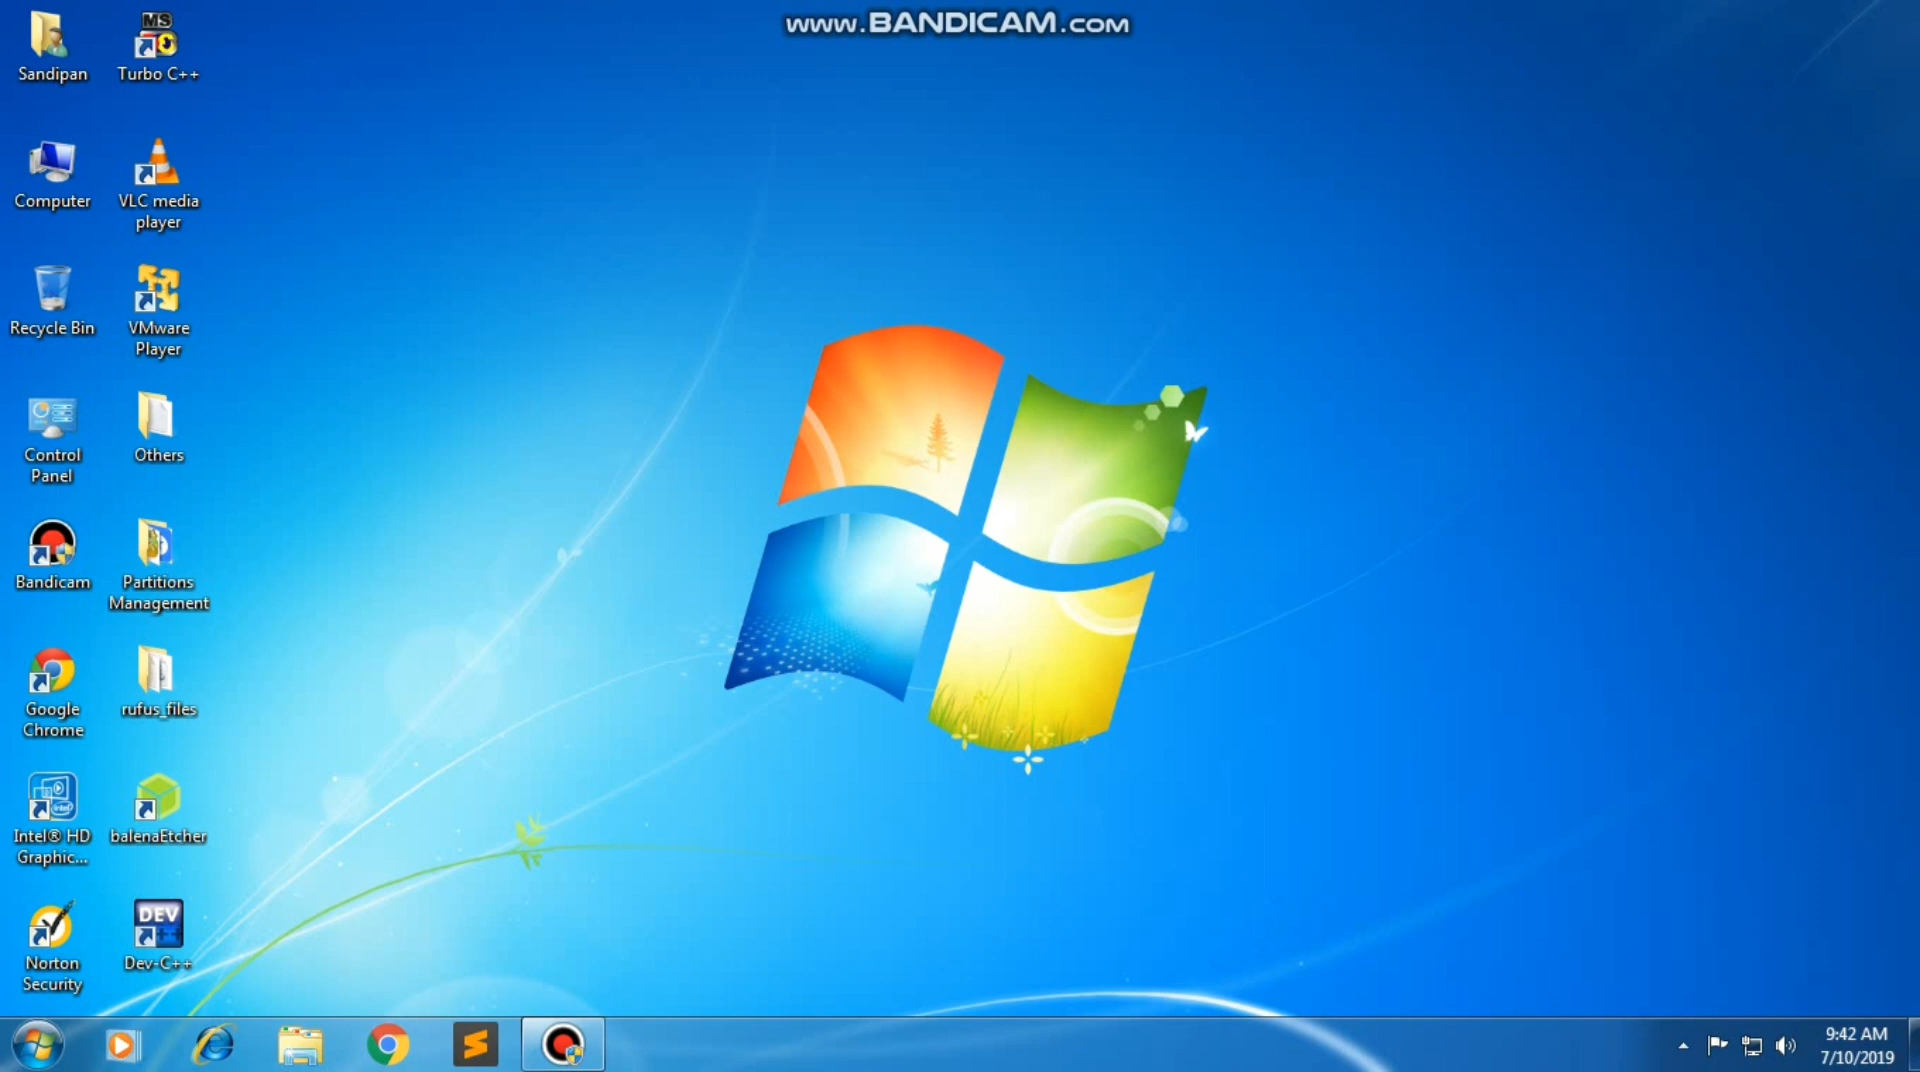 www.BANDICAM.com
Sandipan
Turbo C++
MS
Computer
VLC media
player
Recycle Bin
VMware
Player
Control
Panel
Others
Bandicam
Partitions
Management
Google
Chrome
rufus_files
Intel® HD
Graphic...
balenaEtcher
Norton
Security
DEV
Dev-C++
9:42 AM
7/10/2019